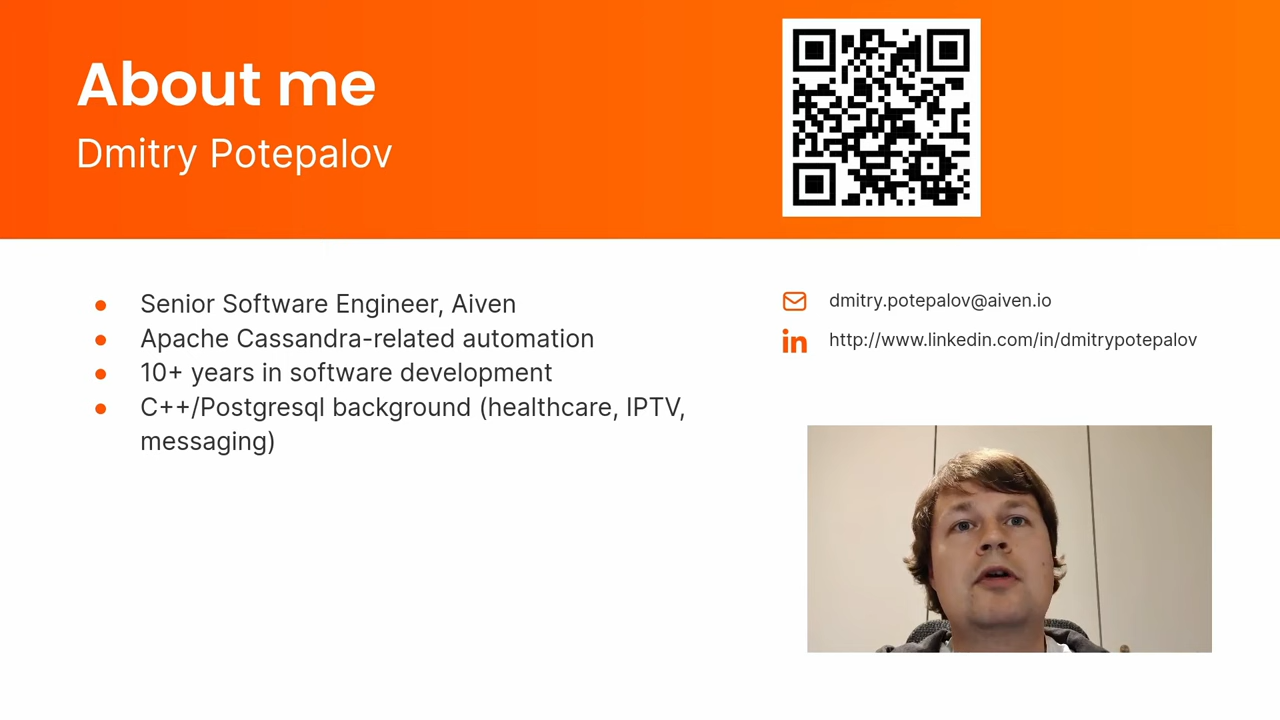 About me
Dmitry Potepalov
Senior Software Engineer, Aiven
Apache Cassandra-related automation
10+ years in software development
C++/Postgresql background (healthcare, IPTV,
messaging)
dmitry.potepalov@aiven.io
in http://www.linkedin.com/in/dmitrypotepalov